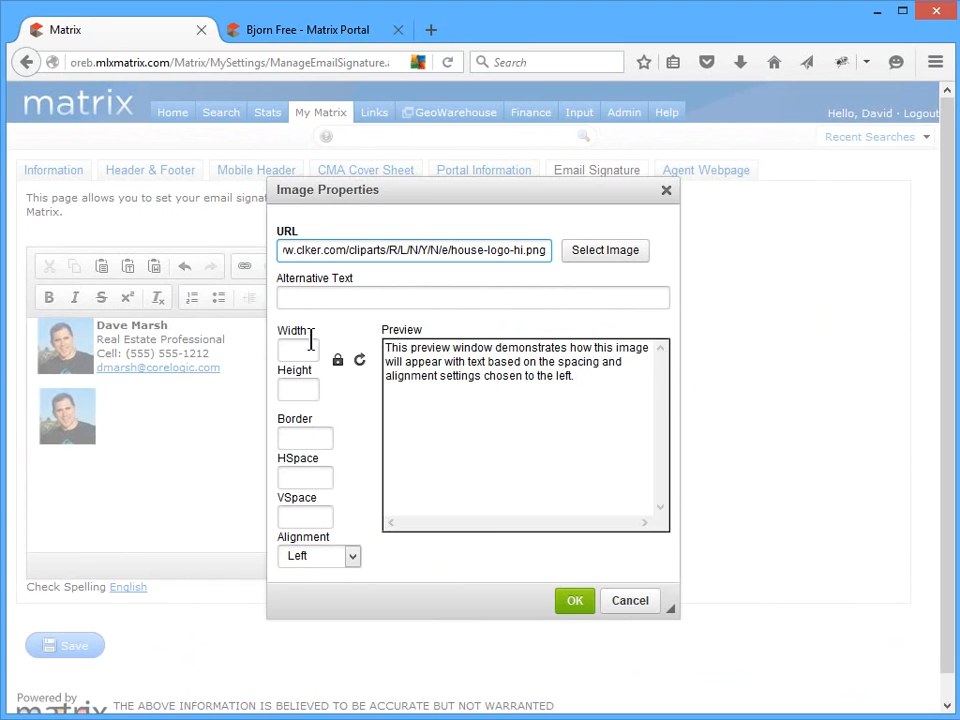 Matrix
Bjorn Free - Matrix Portal
oreb.mlxmatrix.com/Matrix/MySettings/ManageEmailSignature.a
Search
matrix
Home
Search
Stats
My Matrix
Links
GeoWarehouse
Finance
Input
Admin
Help
Hello, David · Logout
Recent Searches
Information
Header & Footer
Mobile Header
CMA Cover Sheet
Portal Information
Email Signature
Agent Webpage
This page allows you to set your email signa
Matrix.
B I S x² Tx
Dave Marsh
Real Estate Professional
Cell: (555) 555-1212
dmarsh@corelogic.com
Check Spelling English
Save
Image Properties
URL
w.clker.com/cliparts/R/L/N/Y/N/e/house-logo-hi.png
Select Image
Alternative Text
Width
Height
Border
HSpace
VSpace
Alignment
Left
Preview
This preview window demonstrates how this image
will appear with text based on the spacing and
alignment settings chosen to the left.
OK
Cancel
Powered by
matrix
THE ABOVE INFORMATION IS BELIEVED TO BE ACCURATE BUT NOT WARRANTED